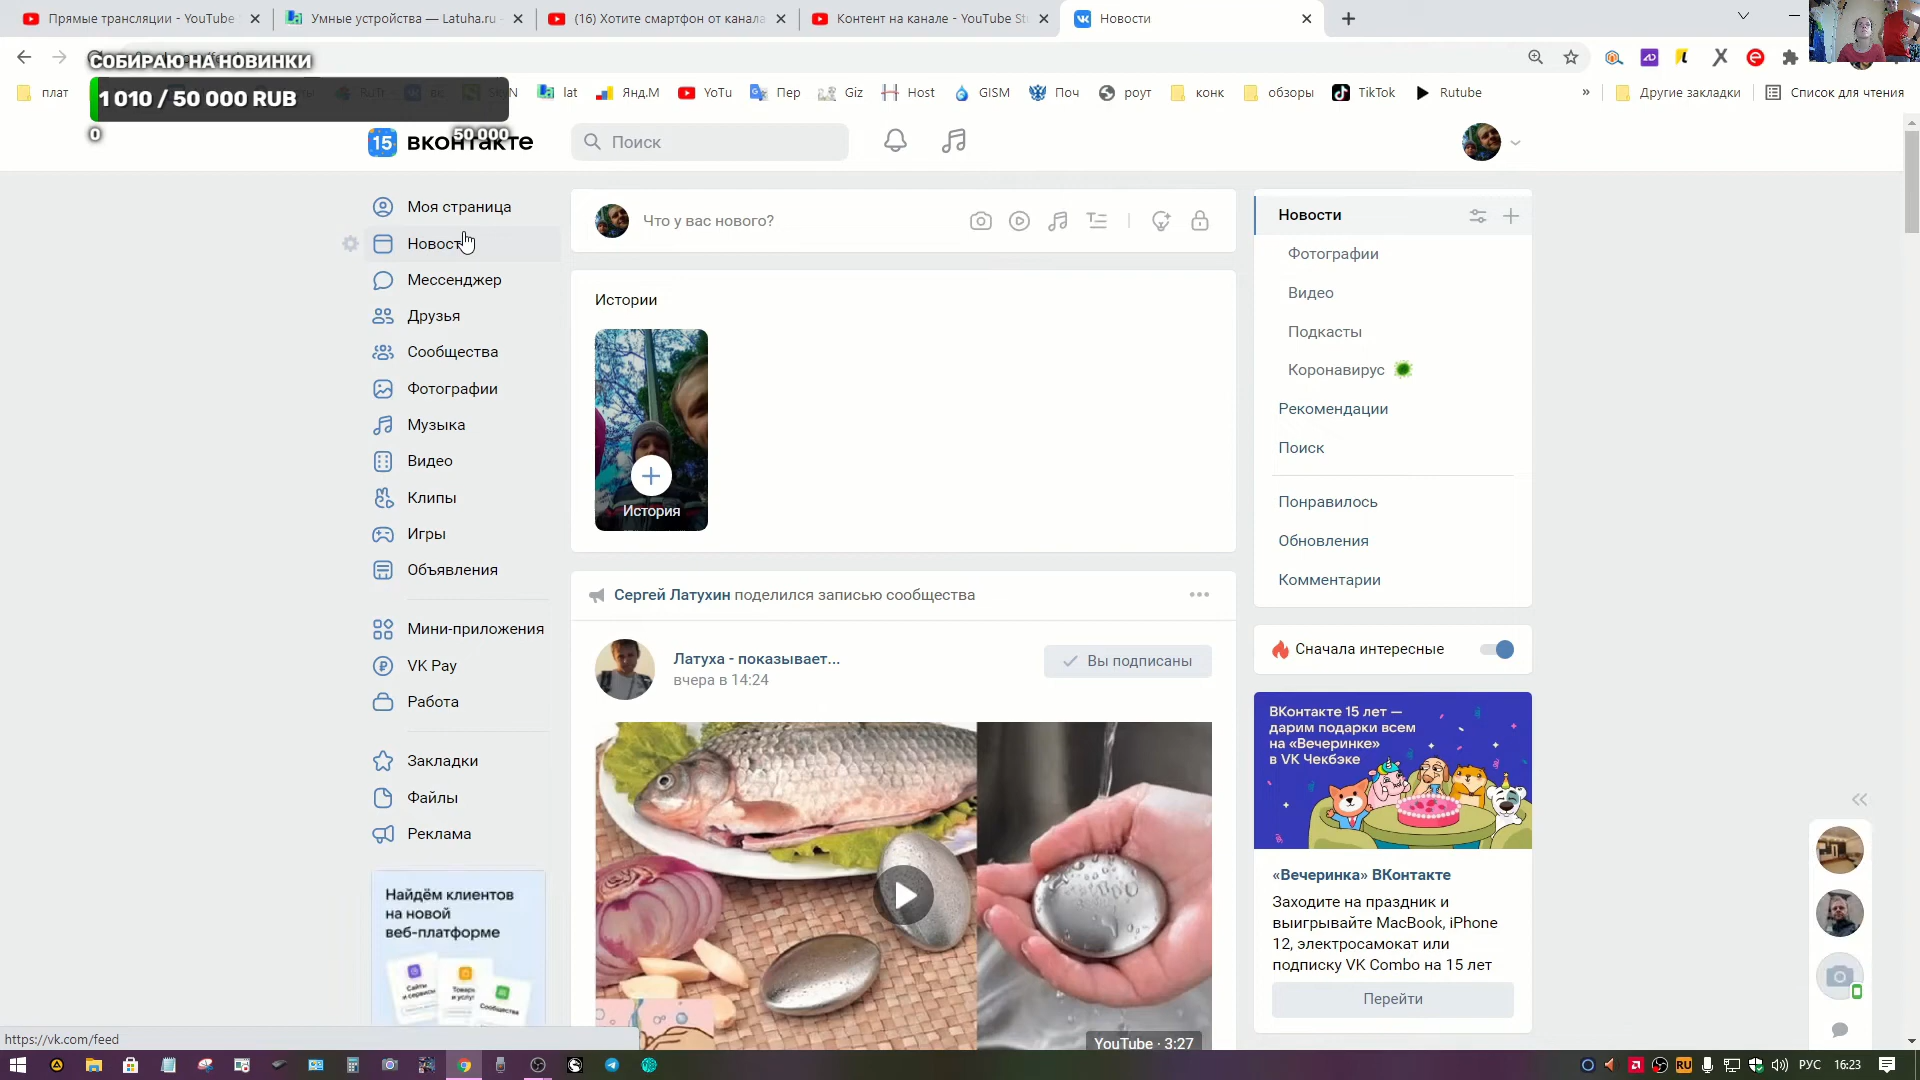 Прямые трансляции - YouTube
Умные устройства — Latuha.ru -
(16) Хотите смартфон от канала
Контент на канале - YouTube St
Новости
СОБИРАЮ НА НОВИНКИ
1 010 / 50 000 RUB
0
50 000
плат
lat
Янд.М
YoTu
Пер
Giz
Host
GISM
Поч
роут
конк
обзоры
TikTok
Rutube
»
Другие закладки
Список для чтения
15 вконтакте
Поиск
Моя страница
Новости
Мессенджер
Друзья
Сообщества
Фотографии
Музыка
Видео
Клипы
Игры
Объявления
Мини-приложения
VK Pay
Работа
Закладки
Файлы
Реклама
Найдём клиентов
на новой
веб-платформе
Сайты
и сервисы
Товары
и услуг
Сообщества
Что у вас нового?
Истории
История
Сергей Латухин поделился записью сообщества
Латуха - показывает...
вчера в 14:24
Вы подписаны
YouTube · 3:27
Новости
Фотографии
Видео
Подкасты
Коронавирус
Рекомендации
Поиск
Понравилось
Обновления
Комментарии
Сначала интересные
ВКонтакте 15 лет —
дарим подарки всем
на «Вечеринке»
в VK Чекбэке
«Вечеринка» ВКонтакте
Заходите на праздник и
выигрывайте MacBook, iPhone
12, электросамокат или
подписку VK Combo на 15 лет
Перейти
https://vk.com/feed
RU
РУС
16:23